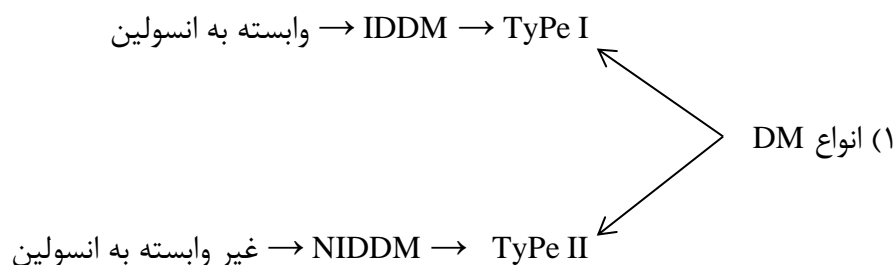 وابسته به انسولین → IDDM → TyPe I
۱) انواع DM
غیر وابسته به انسولین → NIDDM → TyPe II